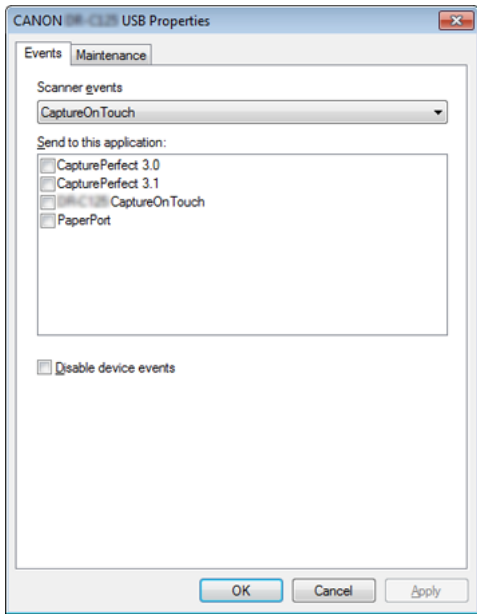 CANON USB Properties
Events
Maintenance
Scanner events
CaptureOnTouch
Send to this application:
CapturePerfect 3.0
CapturePerfect 3.1
CaptureOnTouch
PaperPort
Disable device events
OK
Cancel
Apply